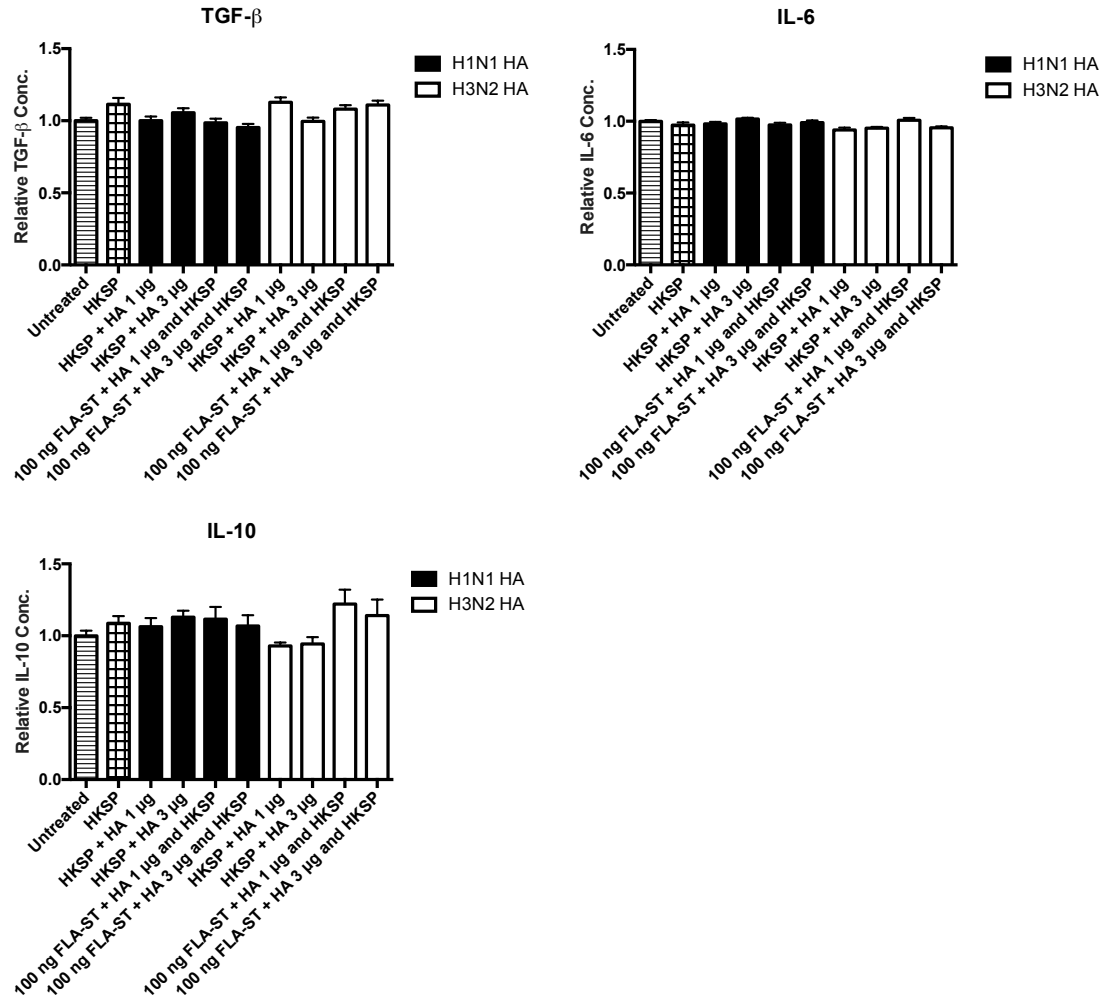 TGF-β
Relative TGF-β Conc.
1.5
1.0
0.5
0.0
Untreated
HKSP
HKSP + HA 1 µg
HKSP + HA 3 µg
100 ng FLA-ST + HA 1 µg and HKSP
100 ng FLA-ST + HA 3 µg and HKSP
HKSP + HA 1 µg
HKSP + HA 3 µg
100 ng FLA-ST + HA 1 µg and HKSP
100 ng FLA-ST + HA 3 µg and HKSP
H1N1 HA
H3N2 HA
IL-6
Relative IL-6 Conc.
1.5
1.0
0.5
0.0
Untreated
HKSP
HKSP + HA 1 µg
HKSP + HA 3 µg
100 ng FLA-ST + HA 1 µg and HKSP
100 ng FLA-ST + HA 3 µg and HKSP
HKSP + HA 1 µg
HKSP + HA 3 µg
100 ng FLA-ST + HA 1 µg and HKSP
100 ng FLA-ST + HA 3 µg and HKSP
H1N1 HA
H3N2 HA
IL-10
Relative IL-10 Conc.
1.5
1.0
0.5
0.0
Untreated
HKSP
HKSP + HA 1 µg
HKSP + HA 3 µg
100 ng FLA-ST + HA 1 µg and HKSP
100 ng FLA-ST + HA 3 µg and HKSP
HKSP + HA 1 µg
HKSP + HA 3 µg
100 ng FLA-ST + HA 1 µg and HKSP
100 ng FLA-ST + HA 3 µg and HKSP
H1N1 HA
H3N2 HA